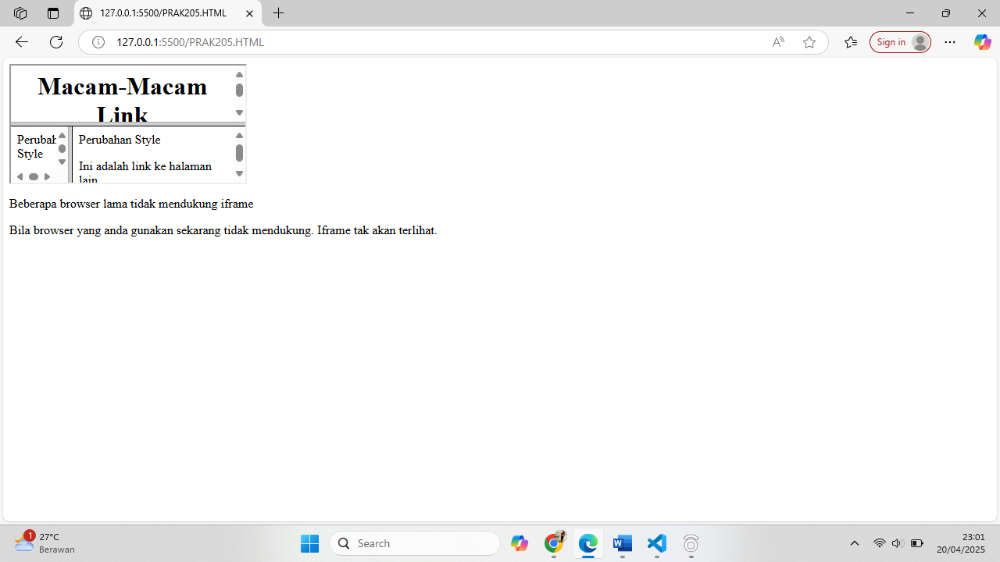 127.0.0.1:5500/PRAK205.HTML
127.0.0.1:5500/PRAK205.HTML
A
Sign in
Macam-Macam
Link
Perubah
Style
Perubahan Style
Ini adalah link ke halaman
lain
Beberapa browser lama tidak mendukung iframe
Bila browser yang anda gunakan sekarang tidak mendukung. Iframe tak akan terlihat.
1
27°C
Berawan
Search
W
23:01
20/04/2025